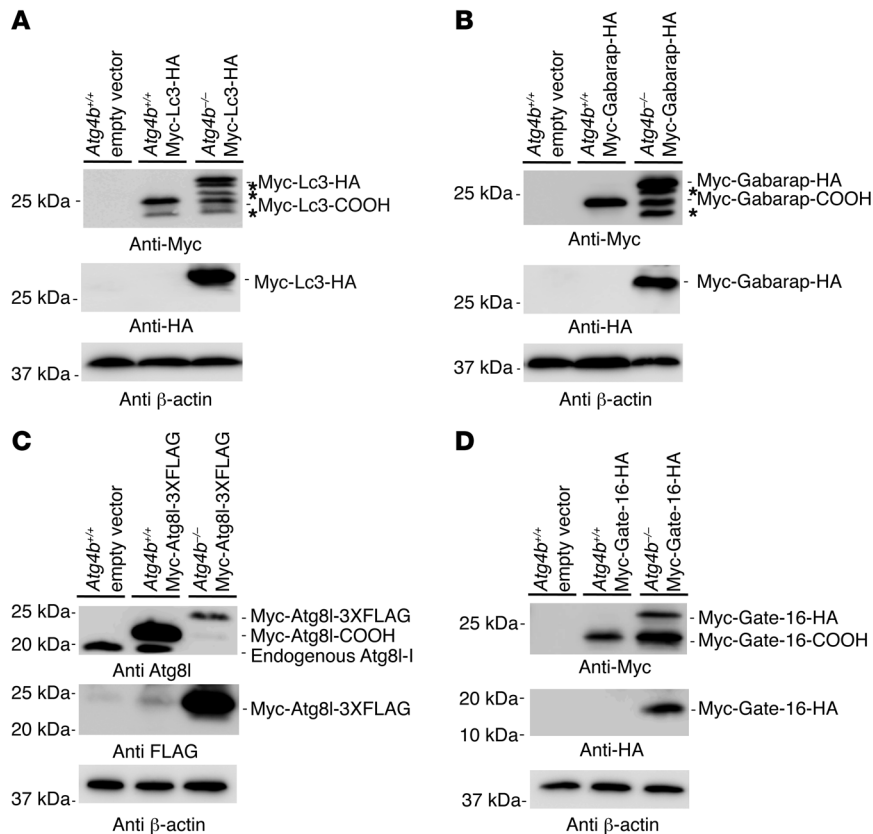 A
Atg4b+/+
empty vector
Atg4b+/+
Myc-Lc3-HA
Atg4b–/–
Myc-Lc3-HA
25 kDa -
-Myc-Lc3-HA
*
*
-Myc-Lc3-COOH
*
Anti-Myc
25 kDa-
- Myc-Lc3-HA
Anti-HA
37 kDa-
Anti β-actin
B
Atg4b+/+
empty vector
Atg4b+/+
Myc-Gabarap-HA
Atg4b–/–
Myc-Gabarap-HA
25 kDa -
- Myc-Gabarap-HA
*
-Myc-Gabarap-COOH
*
Anti-Myc
25 kDa-
- Myc-Gabarap-HA
Anti-HA
37 kDa-
Anti β-actin
C
Atg4b+/+
empty vector
Atg4b+/+
Myc-Atg8l-3XFLAG
Atg4b–/–
Myc-Atg8l-3XFLAG
25 kDa-
20 kDa-
- Myc-Atg8l-3XFLAG
- Myc-Atg8l-COOH
- Endogenous Atg8l-I
Anti Atg8l
25 kDa-
20 kDa-
-Myc-Atg8l-3XFLAG
Anti FLAG
37 kDa-
Anti β-actin
D
Atg4b+/+
empty vector
Atg4b+/+
Myc-Gate-16-HA
Atg4b–/–
Myc-Gate-16-HA
25 kDa-
- Myc-Gate-16-HA
- Myc-Gate-16-COOH
Anti-Myc
20 kDa-
10 kDa-
-Myc-Gate-16-HA
Anti-HA
37 kDa-
Anti β-actin